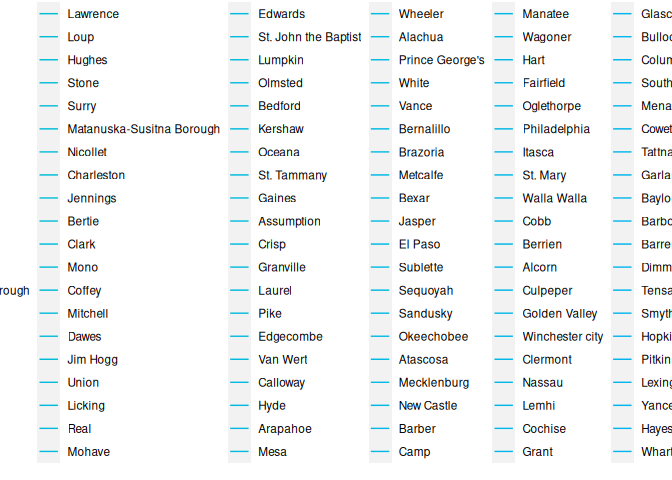 rough
Lawrence
Loup
Hughes
Stone
Surry
Matanuska-Susitna Borough
Nicollet
Charleston
Jennings
Bertie
Clark
Mono
Coffey
Mitchell
Dawes
Jim Hogg
Union
Licking
Real
Mohave
Edwards
St. John the Baptist
Lumpkin
Olmsted
Bedford
Kershaw
Oceana
St. Tammany
Gaines
Assumption
Crisp
Granville
Laurel
Pike
Edgecombe
Van Wert
Calloway
Hyde
Arapahoe
Mesa
Wheeler
Alachua
Prince George's
White
Vance
Bernalillo
Brazoria
Metcalfe
Bexar
Jasper
El Paso
Sublette
Sequoyah
Sandusky
Okeechobee
Atascosa
Mecklenburg
New Castle
Barber
Camp
Manatee
Wagoner
Hart
Fairfield
Oglethorpe
Philadelphia
Itasca
St. Mary
Walla Walla
Cobb
Berrien
Alcorn
Culpeper
Golden Valley
Winchester city
Clermont
Nassau
Lemhi
Cochise
Grant
Glasc
Bulloc
Colum
South
Mena
Cowet
Tattna
Garla
Baylo
Barbo
Barre
Dimm
Tensa
Smyth
Hopki
Pitkin
Lexing
Yance
Hayes
Whart